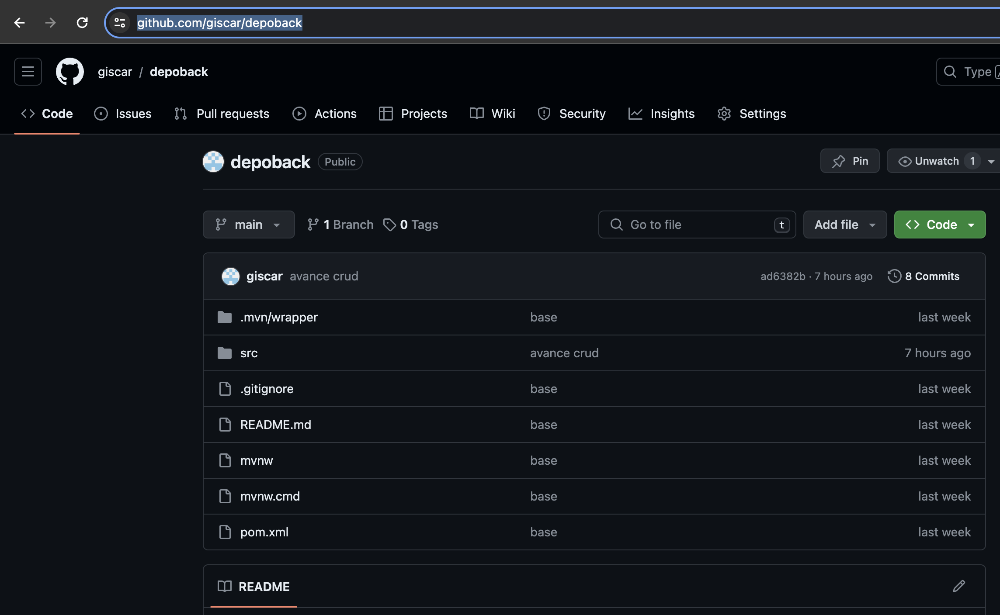 github.com/giscar/depoback
giscar / depoback
Type /
Code Issues Pull requests Actions Projects Wiki Security Insights Settings
depoback Public Pin Unwatch 1
main 1 Branch 0 Tags Go to file t Add file Code
giscar avance crud ad6382b · 7 hours ago 8 Commits
.mvn/wrapper base last week
src avance crud 7 hours ago
.gitignore base last week
README.md base last week
mvnw base last week
mvnw.cmd base last week
pom.xml base last week
README